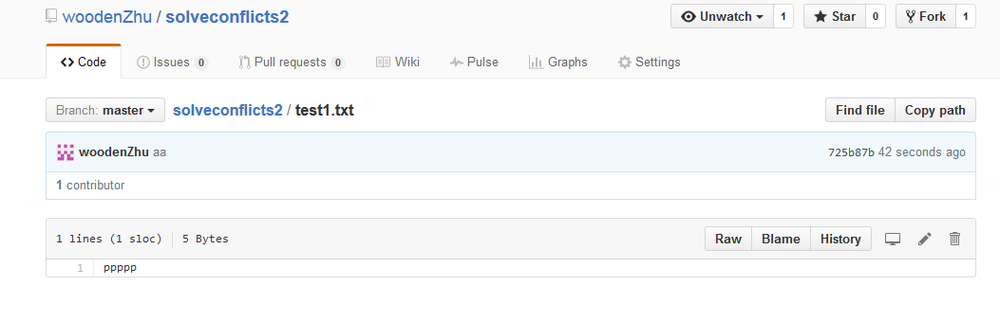 woodenZhu / solveconflicts2 Unwatch 1 Star 0 Fork 1
Code Issues 0 Pull requests 0 Wiki Pulse Graphs Settings
Branch: master solveconflicts2 / test1.txt Find file Copy path
woodenZhu aa 725b87b 42 seconds ago
1 contributor
1 lines (1 sloc) 5 Bytes Raw Blame History
1 ppppp